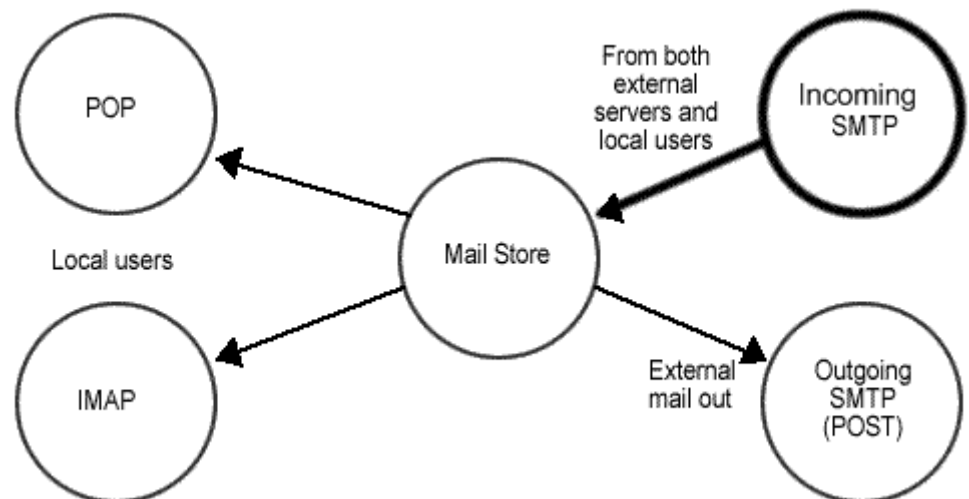 POP
From both
external
servers and
local users
Incoming
SMTP
Mail Store
Local users
IMAP
External
mail out
Outgoing
SMTP
(POST)